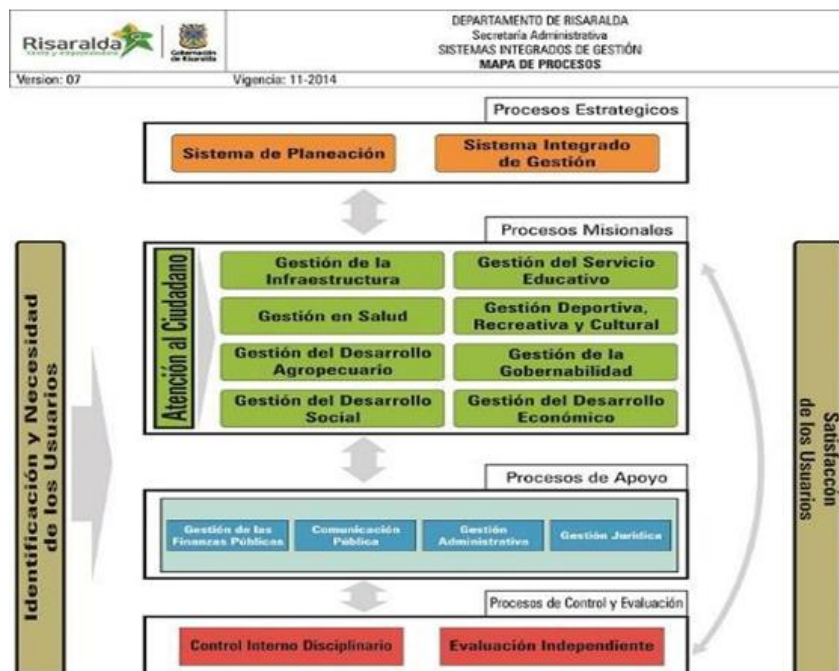 Risaralda
Gobernación
de Risaralda
DEPARTAMENTO DE RISARALDA
Secretaría Administrativa
SISTEMAS INTEGRADOS DE GESTIÓN
MAPA DE PROCESOS
Version: 07
Vigencia: 11-2014
Procesos Estrategicos
Sistema de Planeación
Sistema Integrado
de Gestión
Procesos Misionales
Identificación y Necesidad
de los Usuarios
Atención al Ciudadano
Gestión de la
Infraestructura
Gestión del Servicio
Educativo
Gestión en Salud
Gestión Deportiva,
Recreativa y Cultural
Gestión del Desarrollo
Agropecuario
Gestión de la
Gobernabilidad
Gestión del Desarrollo
Social
Gestión del Desarrollo
Económico
Satisfaccón
de los Usuarios
Procesos de Apoyo
Gestión de las
Finanzas Públicas
Comunicación
Pública
Gestión
Administrativa
Gestión Jurídica
Procesos de Control y Evaluación
Control Interno Disciplinario
Evaluación Independiente